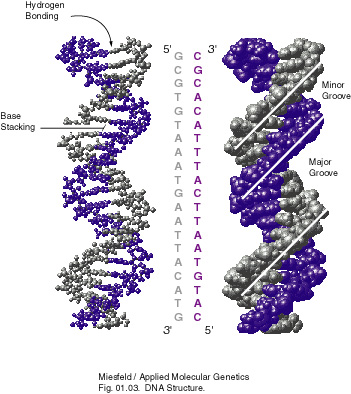 Hydrogen
Bonding
5' 3'
G C
C G
G C
T A
G C
T A
A T
A T
A T
T A
G C
A T
A T
T A
T A
A T
C G
A T
T A
G C
3' 5'
Base
Stacking
Minor
Groove
Major
Groove
Miesfeld / Applied Molecular Genetics
Fig. 01.03. DNA Structure.